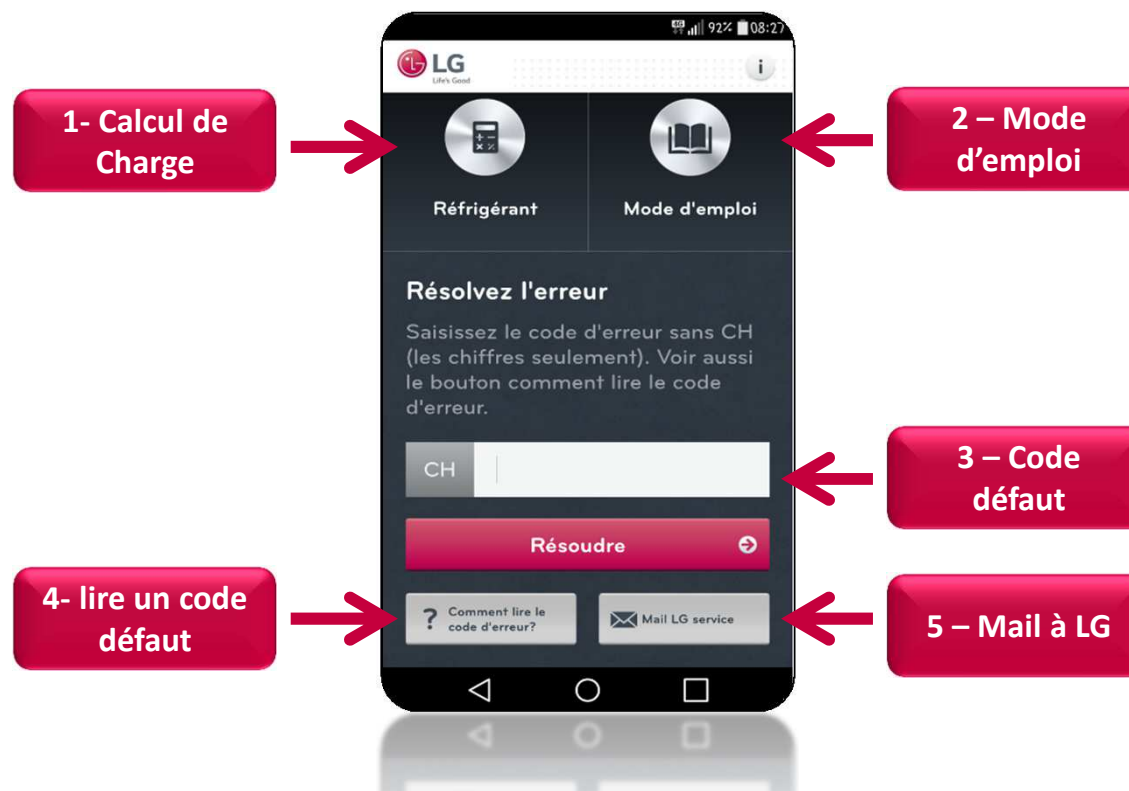 4G 92% 08:27
LG
Life's Good
i
1- Calcul de
Charge
2 – Mode
d'emploi
Réfrigérant
Mode d'emploi
Résolvez l'erreur
Saisissez le code d'erreur sans CH
(les chiffres seulement). Voir aussi
le bouton comment lire le code
d'erreur.
CH
3 – Code
défaut
Résoudre
4- lire un code
défaut
? Comment lire le
code d'erreur?
Mail LG service
5 – Mail à LG